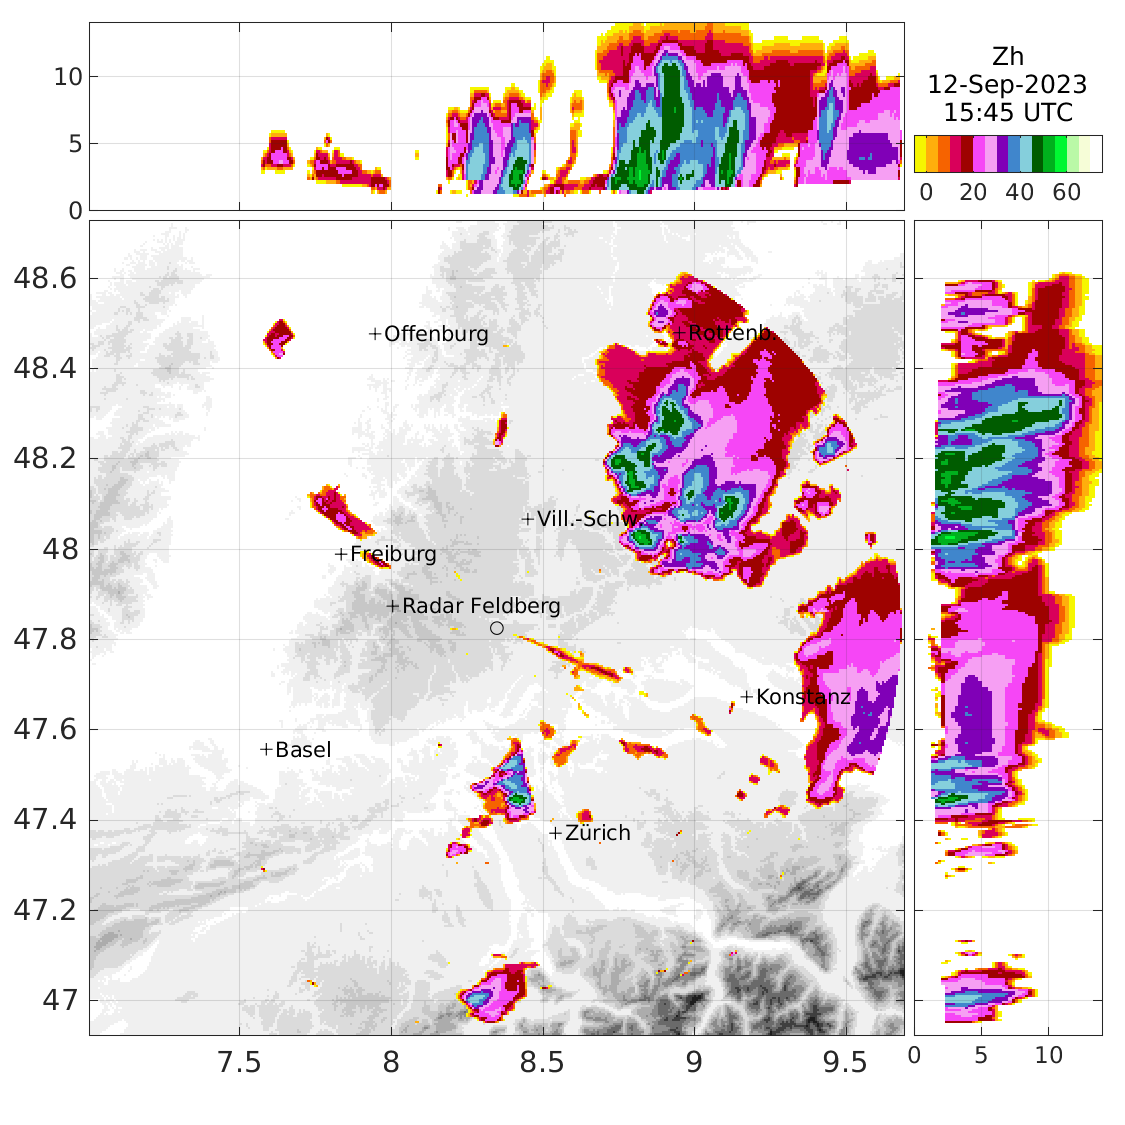 10
5
0
Zh
12-Sep-2023
15:45 UTC
0 20 40 60
48.6
48.4
48.2
48
47.8
47.6
47.4
47.2
47
+Offenburg
+Rottenb.
+Vill.-Schw.
+Freiburg
+Radar Feldberg
+Konstanz
+Basel
+Zürich
7.5 8 8.5 9 9.5
0 5 10